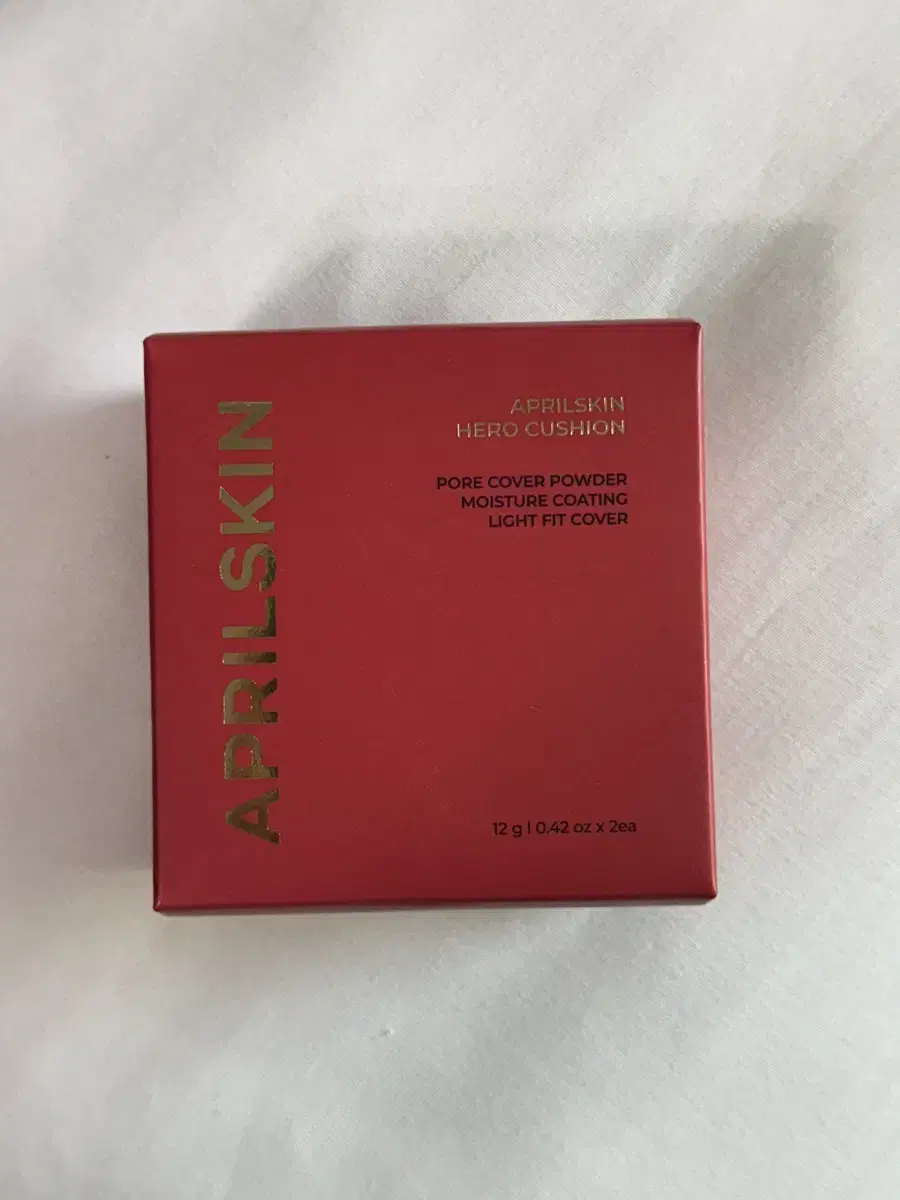 APRILSKIN
APRILSKIN
HERO CUSHION
PORE COVER POWDER
MOISTURE COATING
LIGHT FIT COVER
12 g | 0.42 oz x 2ea